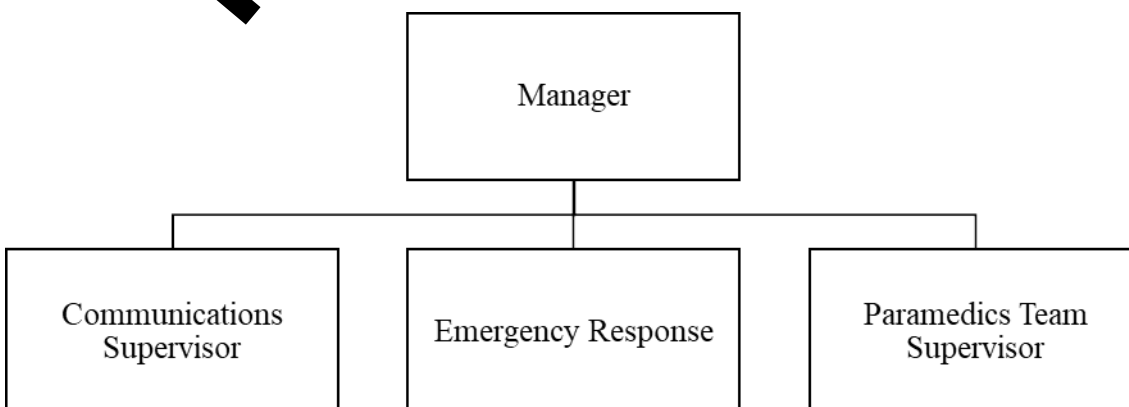 Manager
Communications
Supervisor
Emergency Response
Paramedics Team
Supervisor